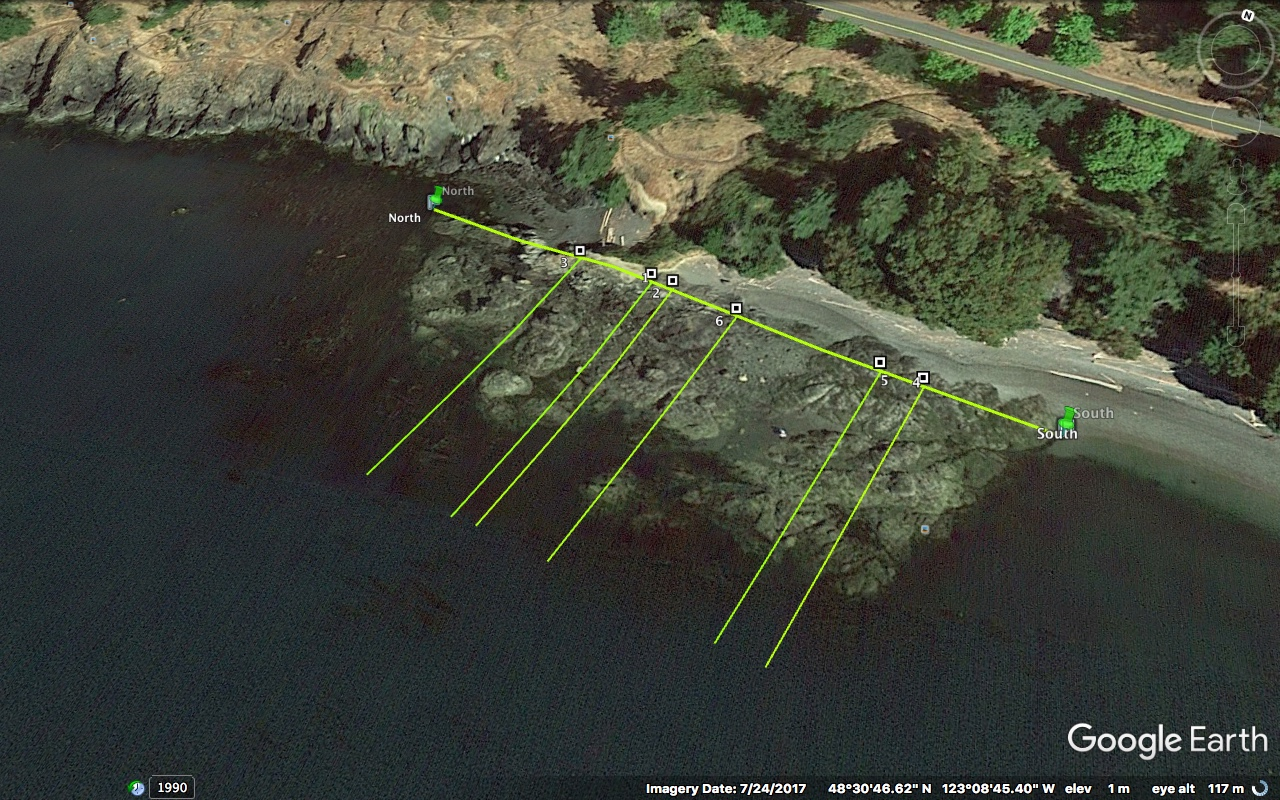 N
North
North
3
1
2
6
5
4
South
South
Google Earth
1990
Imagery Date: 7/24/2017 48°30'46.62" N 123°08'45.40" W elev 1 m eye alt 117 m